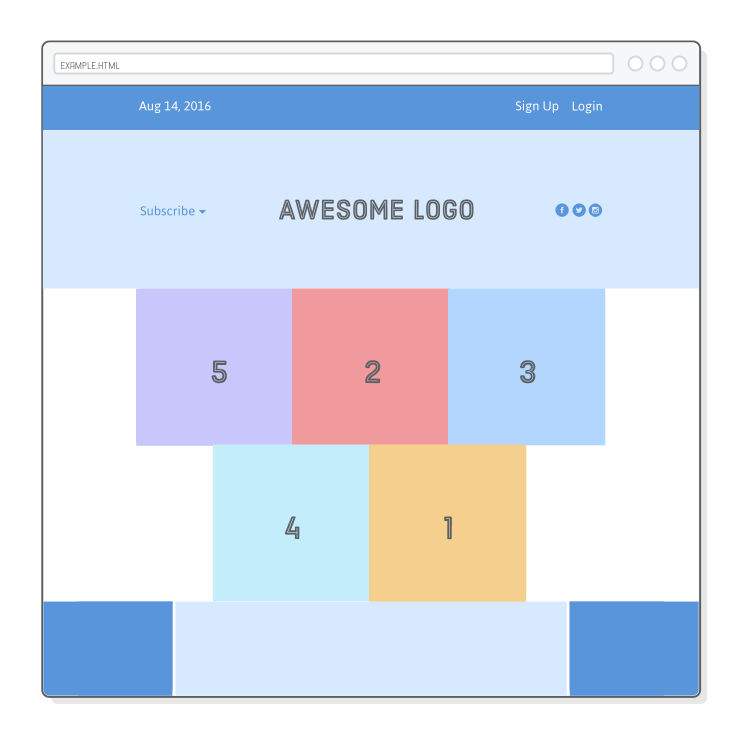 EXAMPLE.HTML
Aug 14, 2016 Sign Up Login
Subscribe AWESOME LOGO
5 2 3
4 1